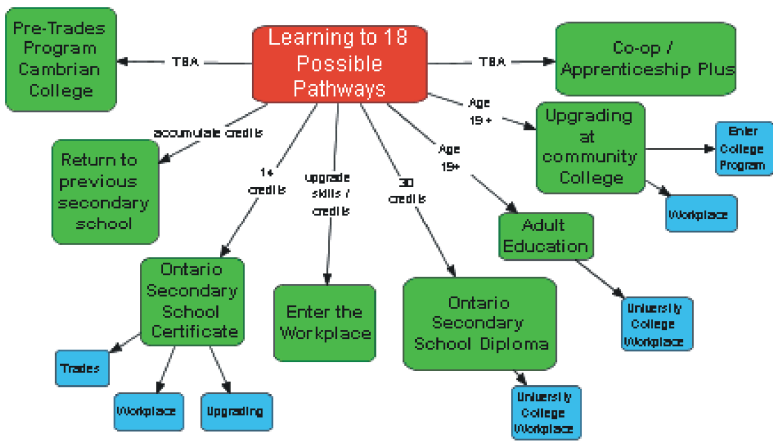 Learning to 18
Possible
Pathways
TBA
Pre-Trades
Program
Cambrian
College
TBA
Co-op /
Apprenticeship Plus
accumulate credits
Return to
previous
secondary
school
14
credits
Ontario
Secondary
School
Certificate
Trades
Workplace
Upgrading
upgrade
skills /
credits
Enter the
Workplace
30
credits
Ontario
Secondary
School Diploma
University
College
Workplace
Age
19+
Adult
Education
University
College
Workplace
Age
19+
Upgrading
at
community
College
Enter
College
Program
Workplace